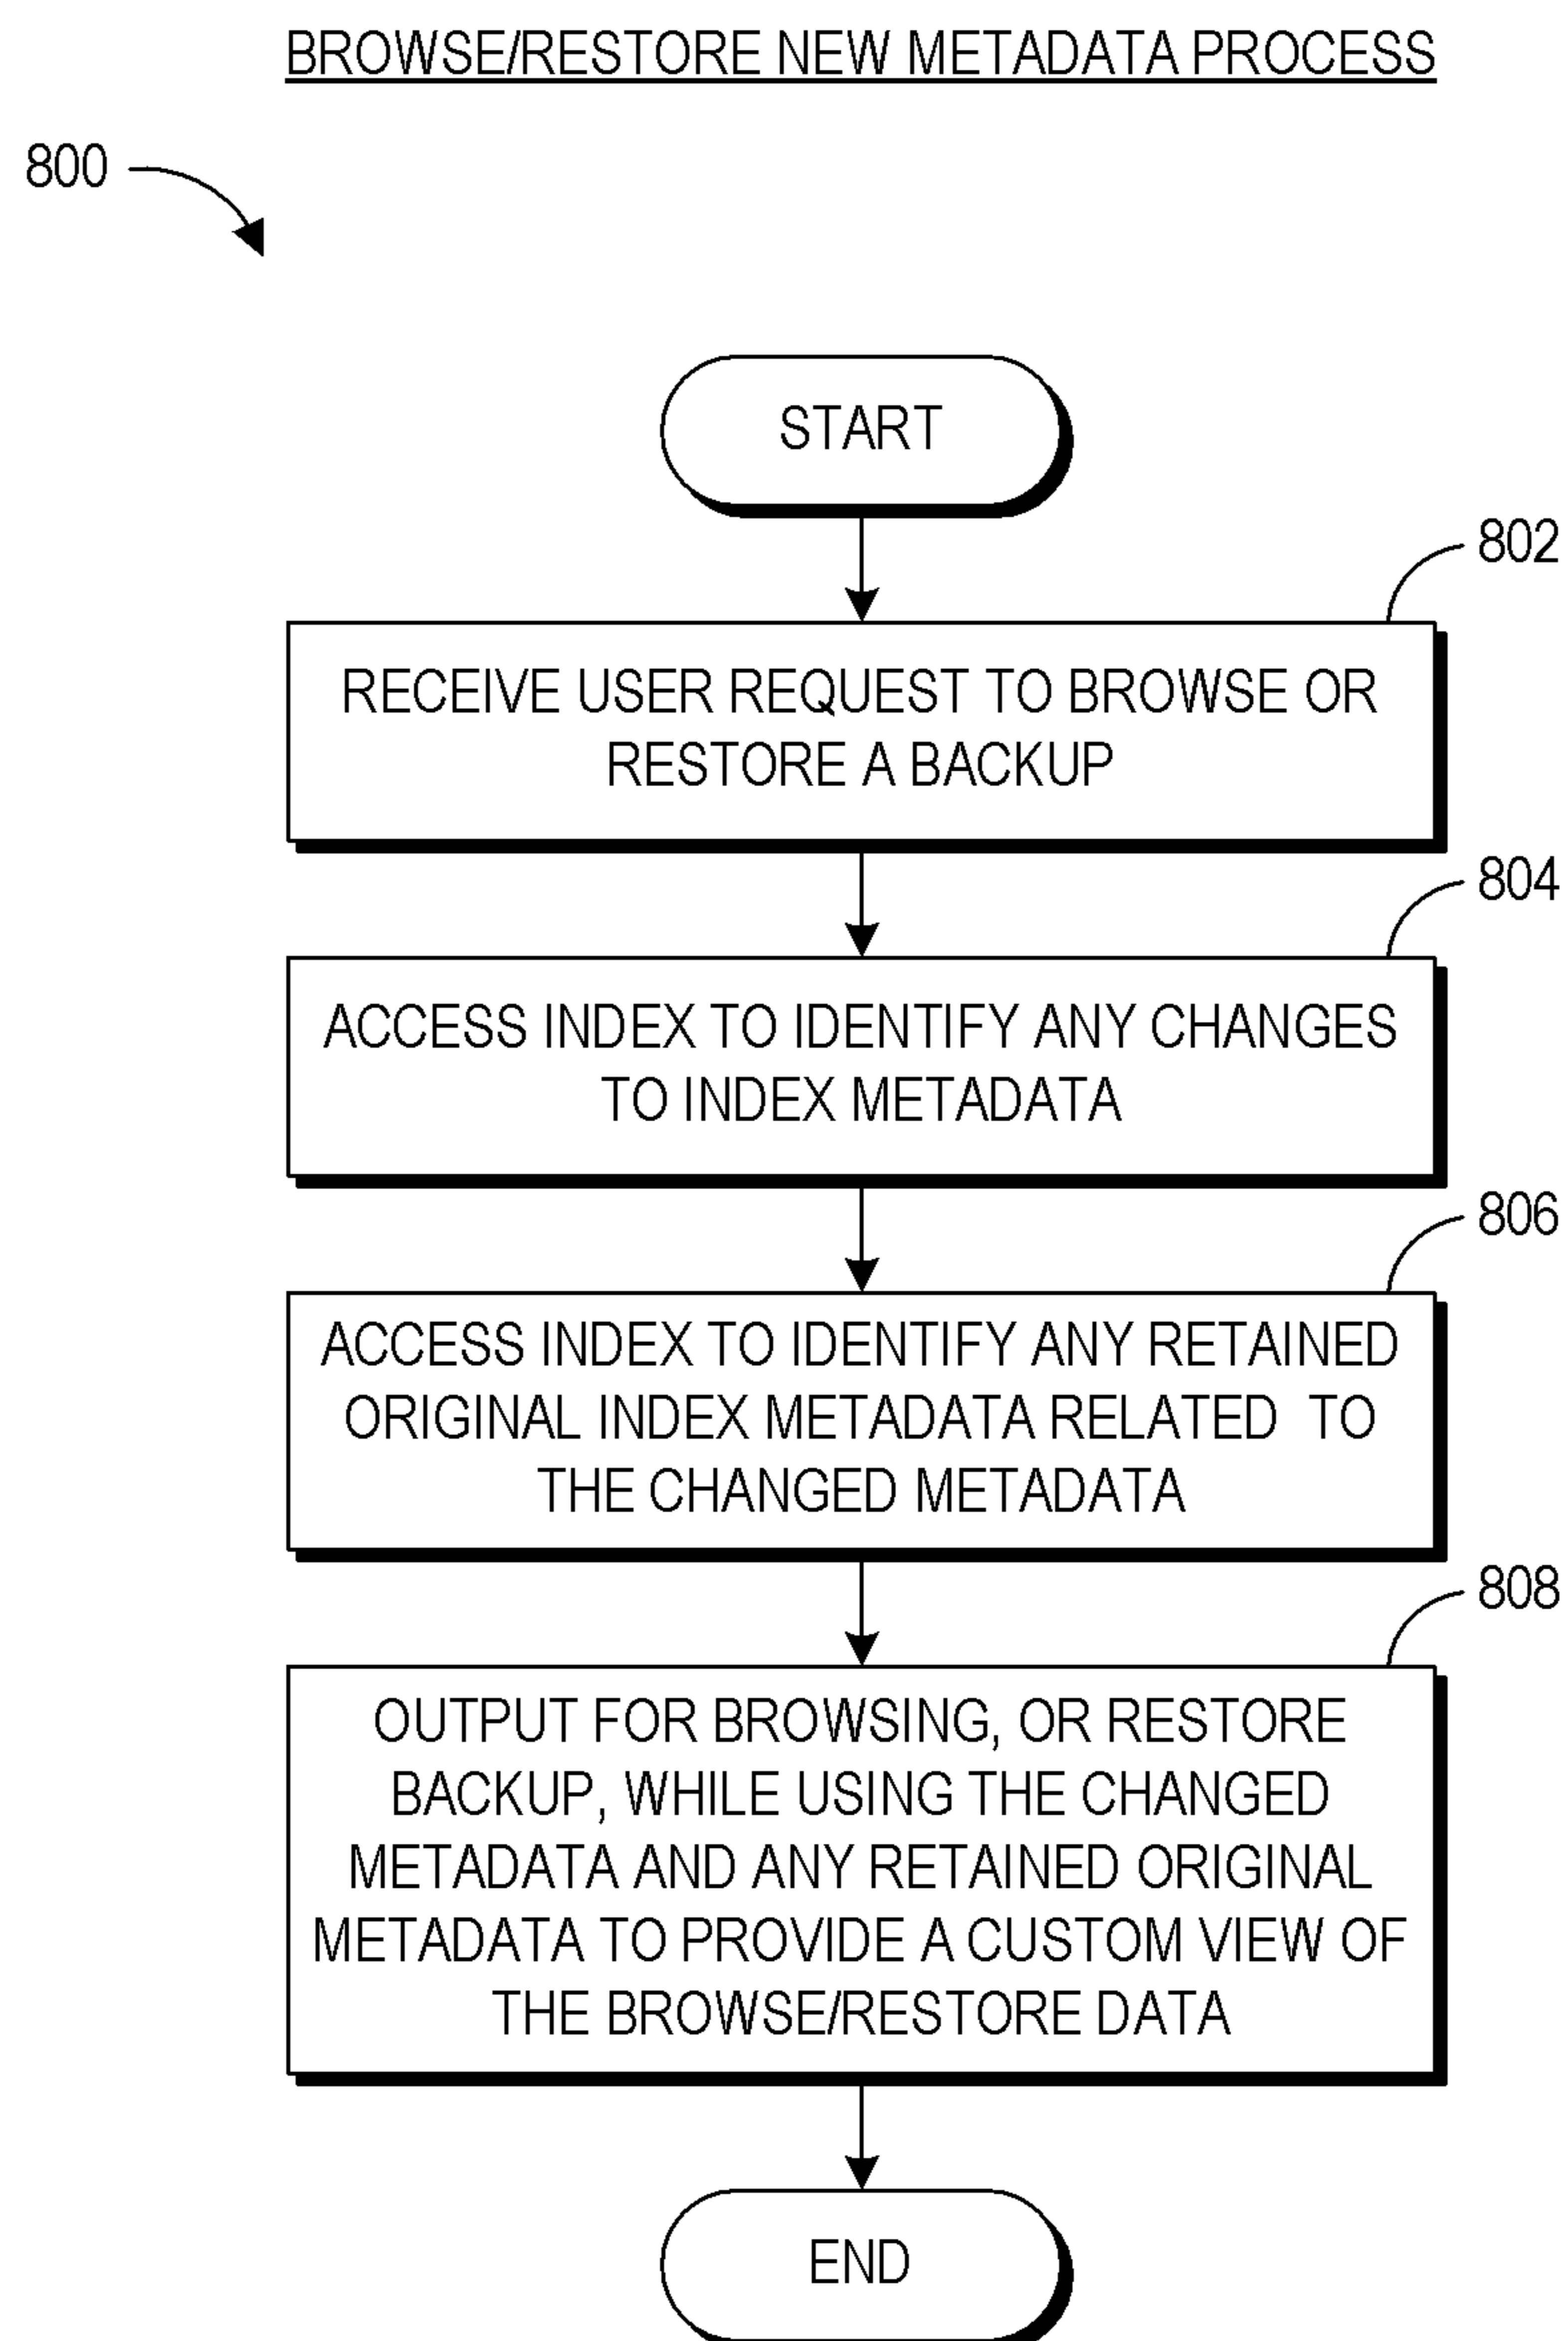 BROWSE/RESTORE NEW METADATA PROCESS
800
START
802
RECEIVE USER REQUEST TO BROWSE OR
RESTORE A BACKUP
804
ACCESS INDEX TO IDENTIFY ANY CHANGES
TO INDEX METADATA
806
ACCESS INDEX TO IDENTIFY ANY RETAINED
ORIGINAL INDEX METADATA RELATED TO
THE CHANGED METADATA
808
OUTPUT FOR BROWSING, OR RESTORE
BACKUP, WHILE USING THE CHANGED
METADATA AND ANY RETAINED ORIGINAL
METADATA TO PROVIDE A CUSTOM VIEW OF
THE BROWSE/RESTORE DATA
END